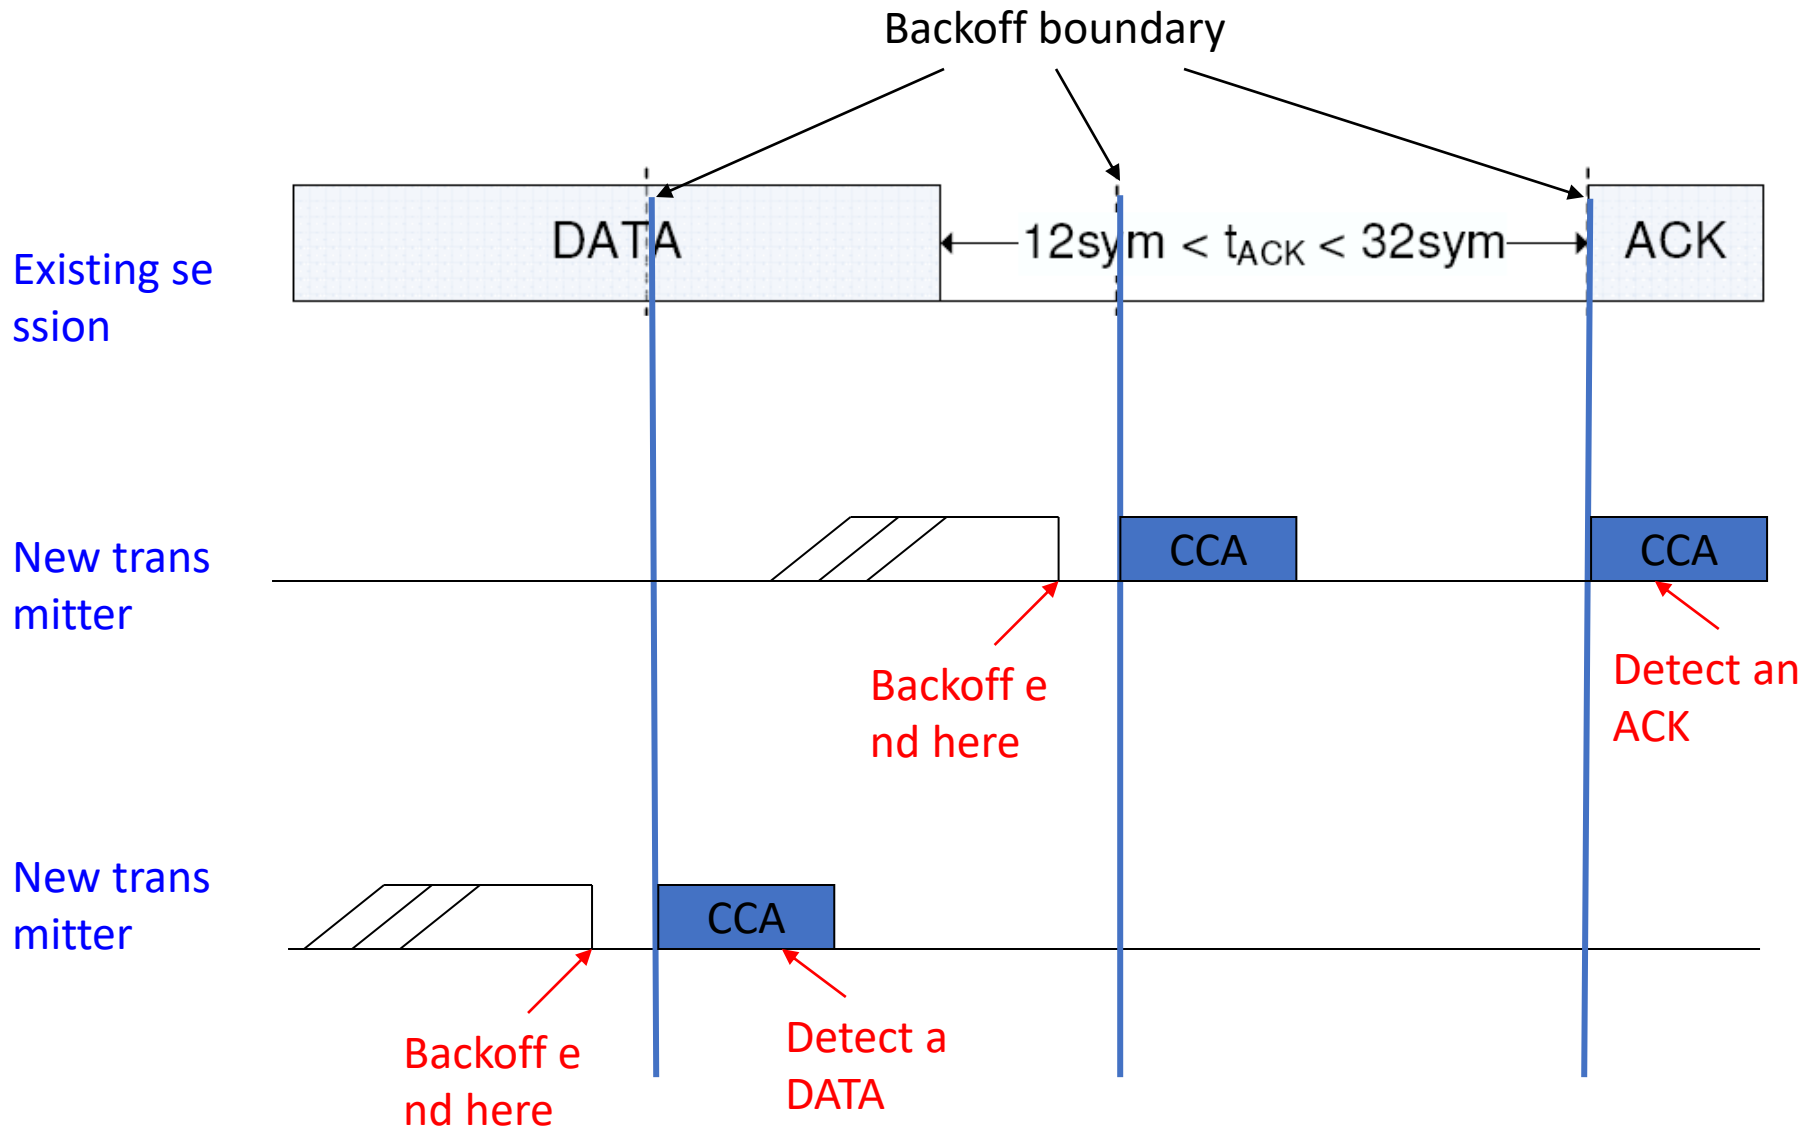 Backoff boundary
DATA
12sym < tACK < 32sym
ACK
Existing se
ssion
New trans
mitter
CCA
CCA
Backoff e
nd here
Detect an
ACK
New trans
mitter
CCA
Backoff e
nd here
Detect a
DATA